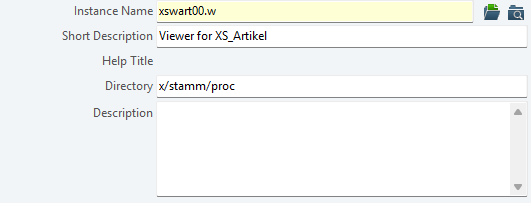 Instance Name xswart00.w
Short Description Viewer for XS_Artikel
Help Title
Directory x/stamm/proc
Description